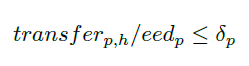 transfer_{p,h}/eed_p ≤ δ_p